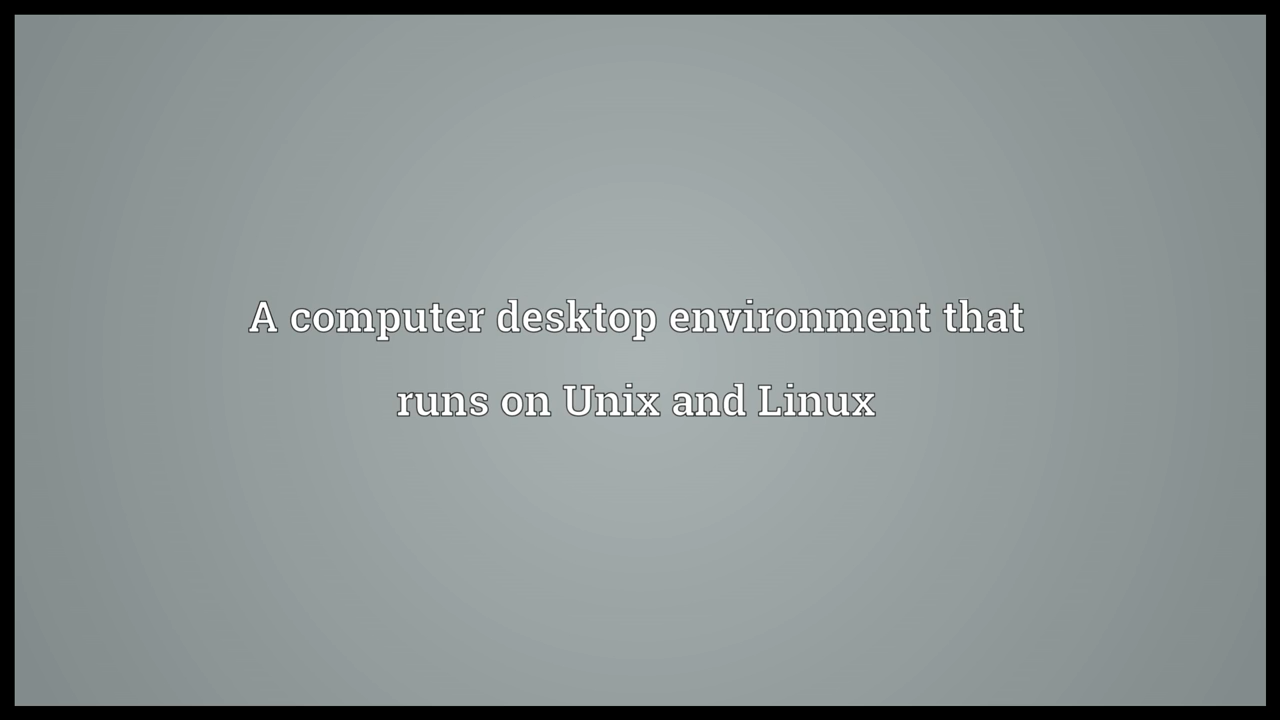 A computer desktop environment that
runs on Unix and Linux